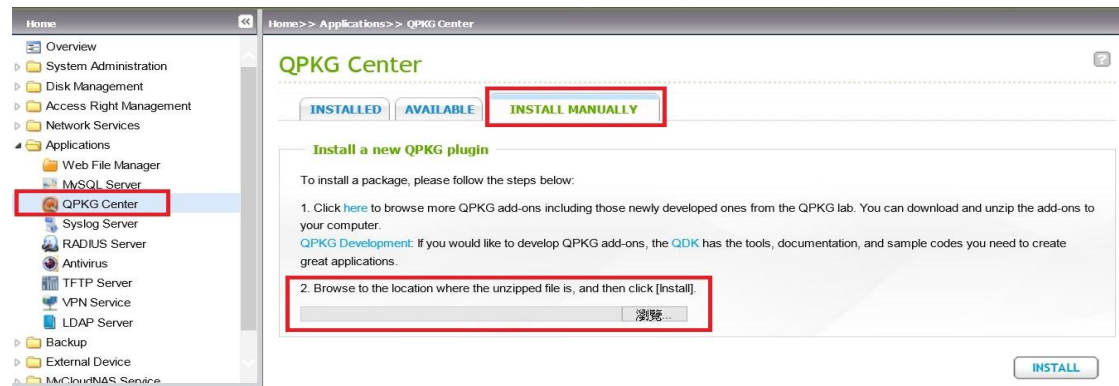 Home
Overview
System Administration
Disk Management
Access Right Management
Network Services
Applications
Web File Manager
MySQL Server
QPKG Center
Syslog Server
RADIUS Server
Antivirus
TFTP Server
VPN Service
LDAP Server
Backup
External Device
MyCloudNAS Service
Home>> Applications>> QPKG Center
QPKG Center
?
INSTALLED AVAILABLE INSTALL MANUALLY
Install a new QPKG plugin
To install a package, please follow the steps below:
1. Click here to browse more QPKG add-ons including those newly developed ones from the QPKG lab. You can download and unzip the add-ons to
your computer.
QPKG Development: If you would like to develop QPKG add-ons, the QDK has the tools, documentation, and sample codes you need to create
great applications.
2. Browse to the location where the unzipped file is, and then click [Install].
瀏覽...
INSTALL